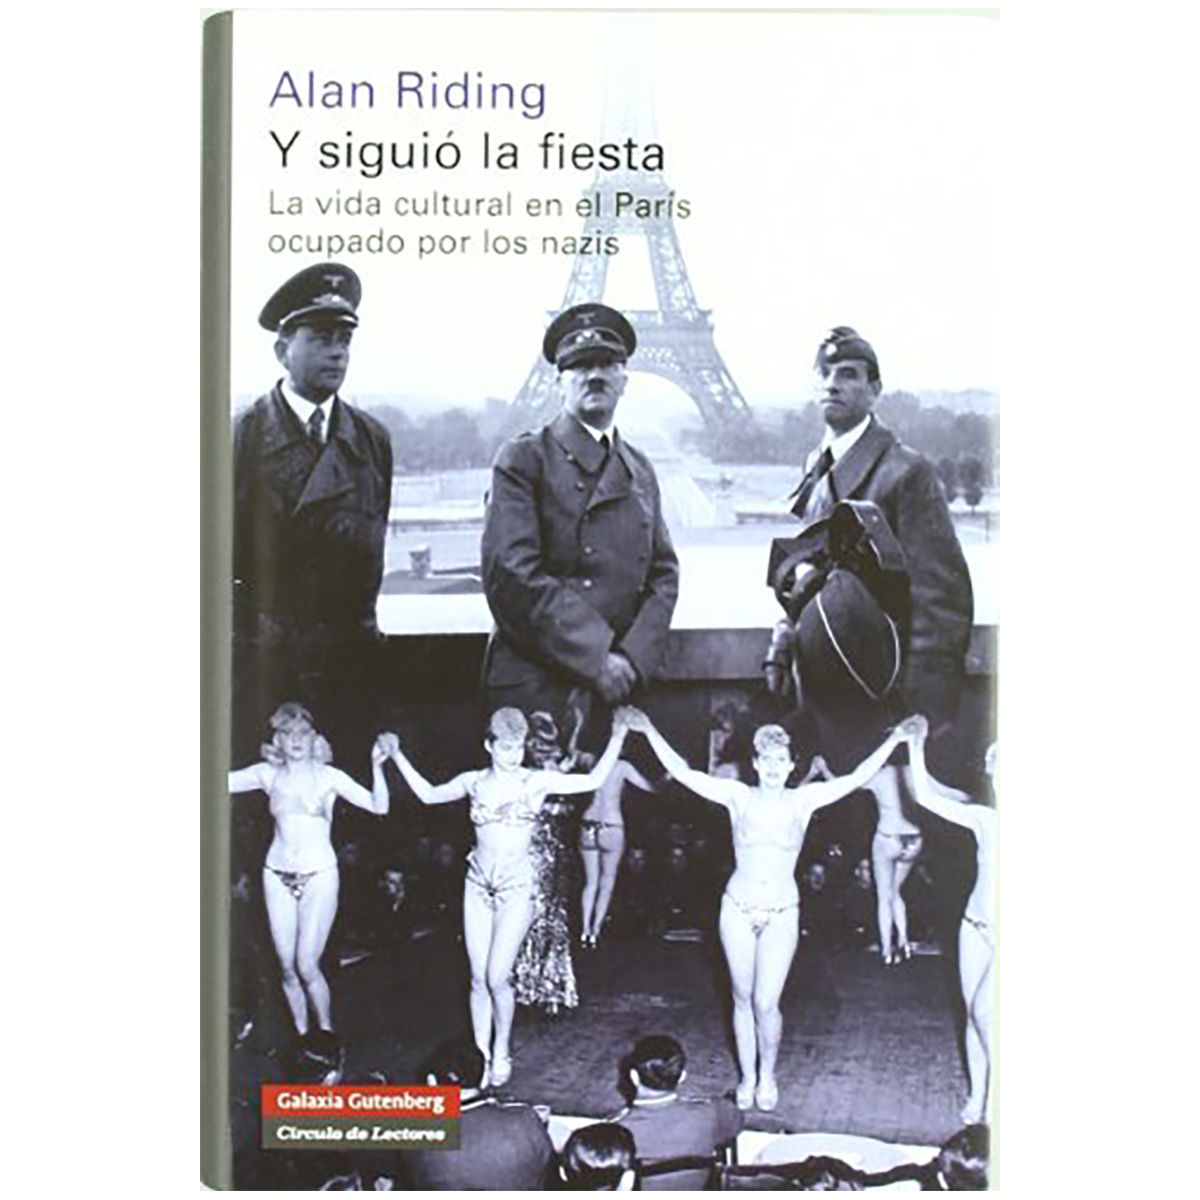 Alan Riding
Y siguió la fiesta
La vida cultural en el París
ocupado por los nazis
Galaxia Gutenberg
Círculo de Lectores